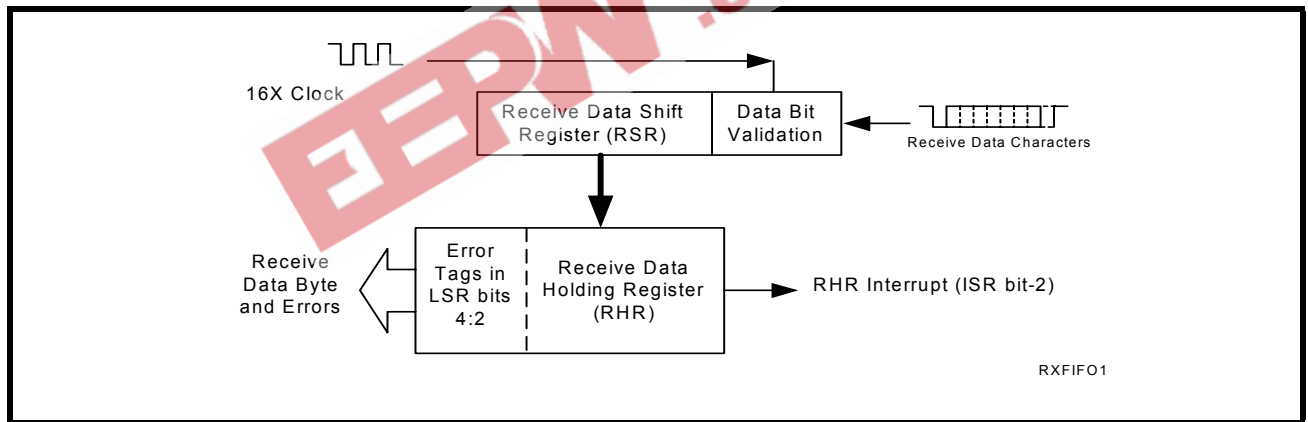 16X Clock
Receive Data Shift
Register (RSR)
Data Bit
Validation
Receive Data Characters
Receive
Data Byte
and Errors
Error
Tags in
LSR bits
4:2
Receive Data
Holding Register
(RHR)
RHR Interrupt (ISR bit-2)
RXFIFO1
EEPW.